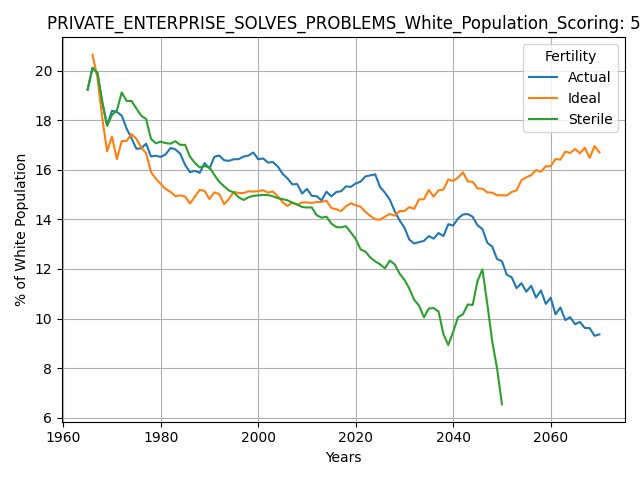 PRIVATE_ENTERPRISE_SOLVES_PROBLEMS_White_Population_Scoring: 5
Fertility
Actual
Ideal
Sterile
% of White Population
20
18
16
14
12
10
8
6
1960
1980
2000
2020
2040
2060
Years